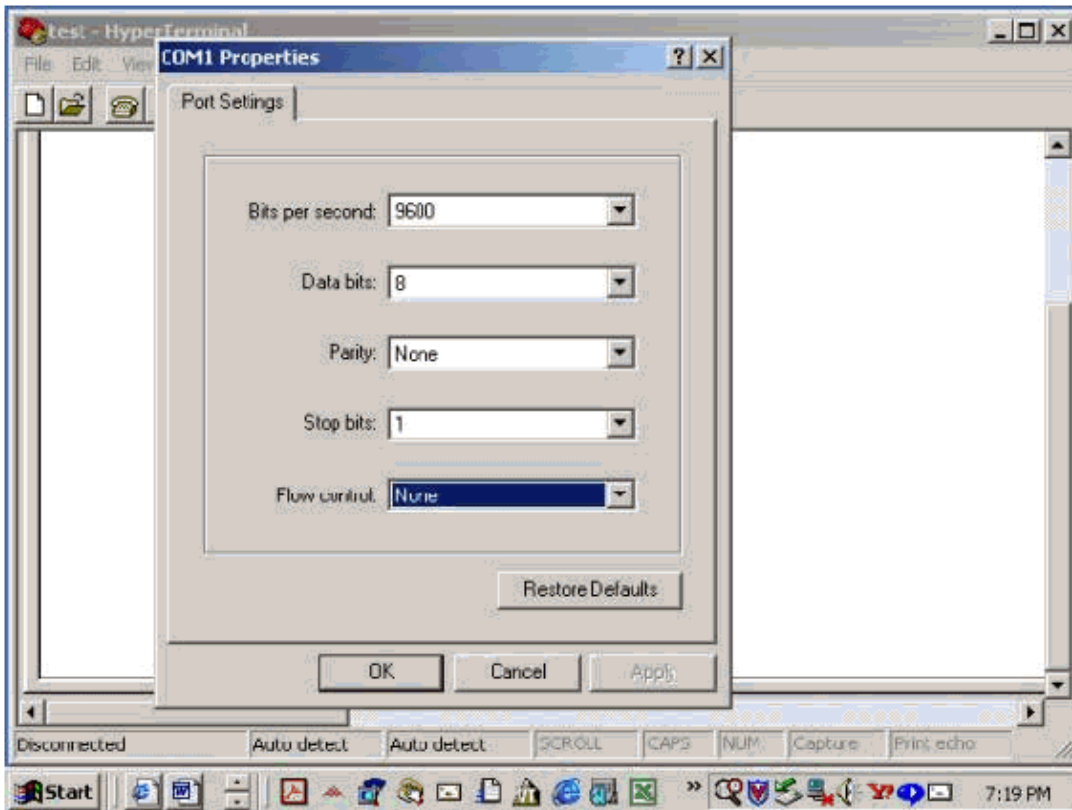 test - HyperTerminal
File Edit View
COM1 Properties
Port Settings
Bits per second: 9600
Data bits: 8
Parity: None
Stop bits: 1
Flow control: None
Restore Defaults
OK Cancel Apply
Disconnected Auto detect Auto detect SCROLL CAPS NUM Capture Print echo
Start 7:19 PM